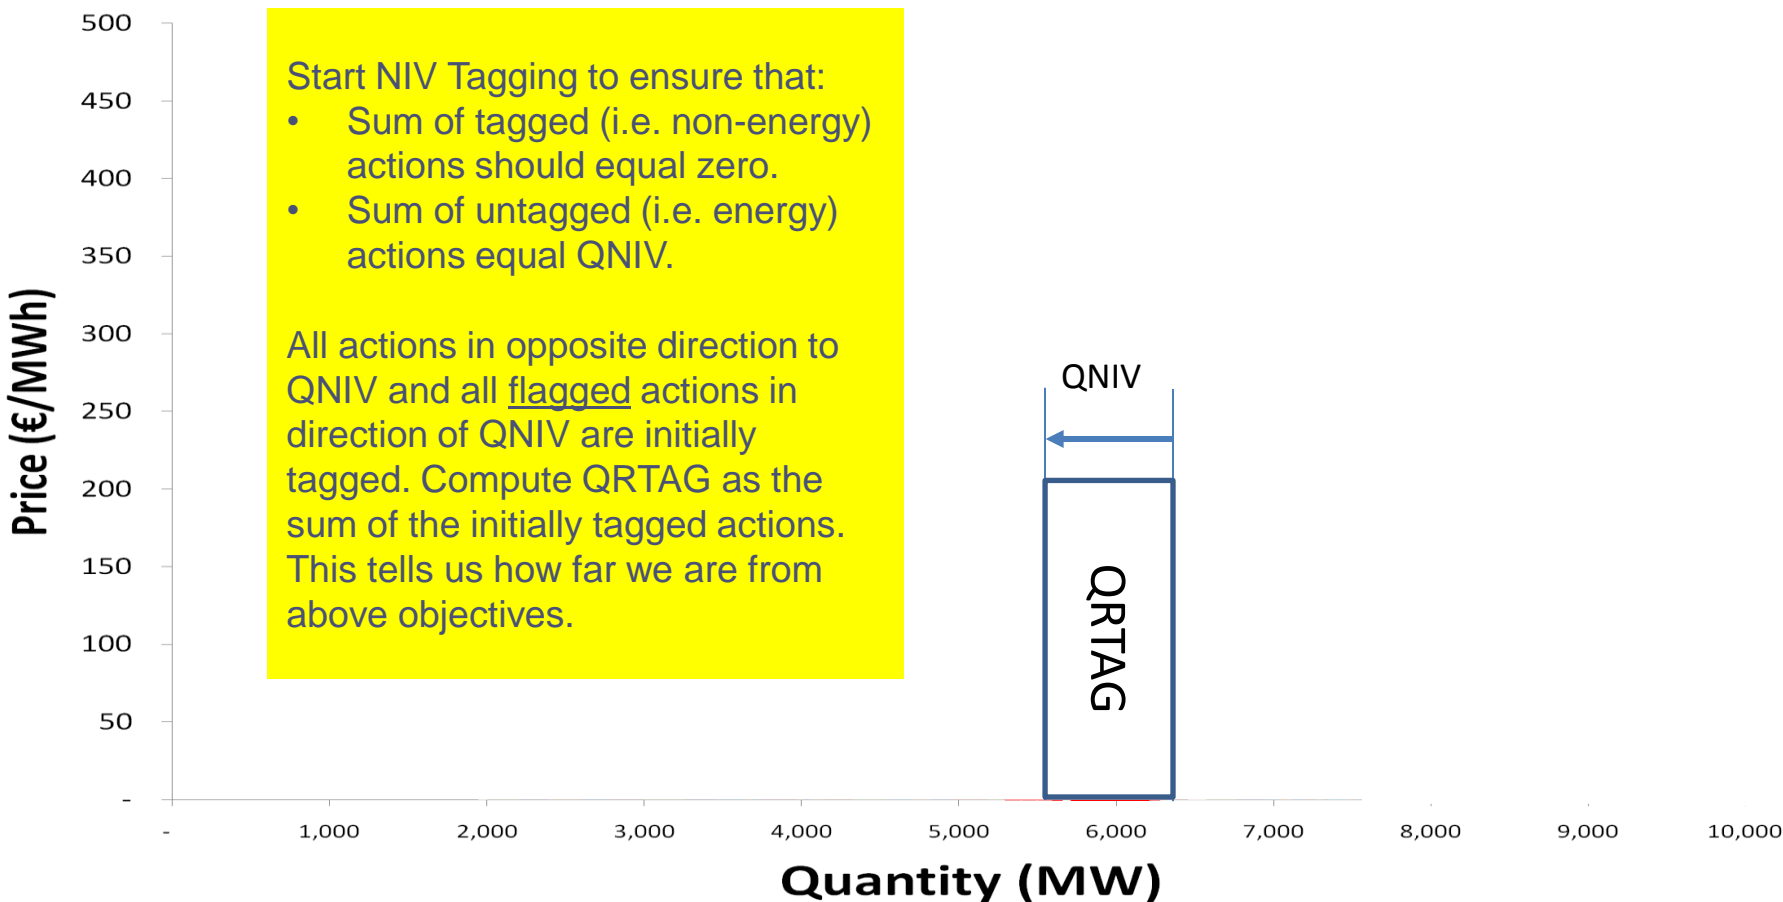 500
450
400
350
300
250
200
150
100
50
-
Price (€/MWh)
Start NIV Tagging to ensure that:
• Sum of tagged (i.e. non-energy)
actions should equal zero.
• Sum of untagged (i.e. energy)
actions equal QNIV.
All actions in opposite direction to
QNIV and all flagged actions in
direction of QNIV are initially
tagged. Compute QRTAG as the
sum of the initially tagged actions.
This tells us how far we are from
above objectives.
QNIV
QRTAG
- 1,000 2,000 3,000 4,000 5,000 6,000 7,000 8,000 9,000 10,000
Quantity (MW)